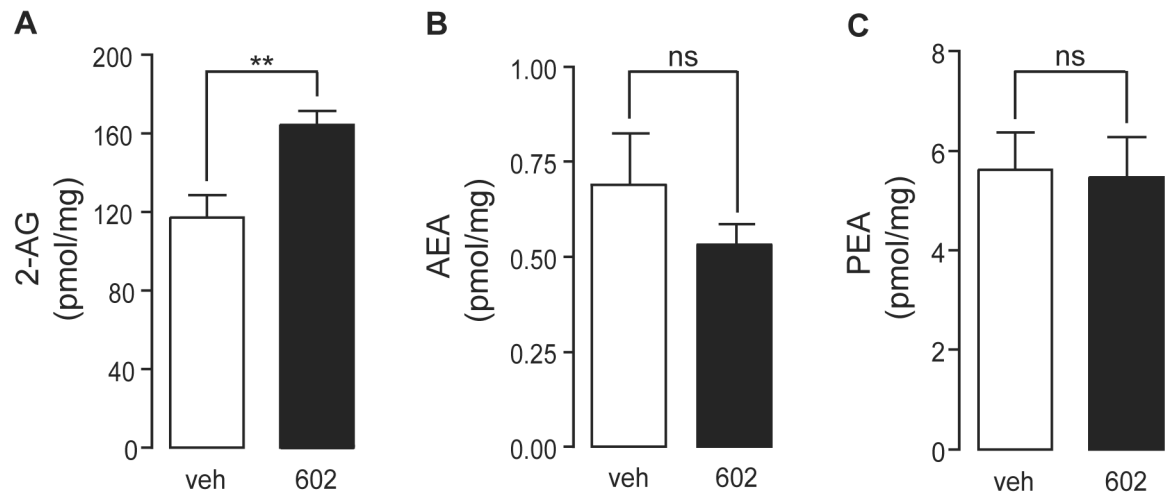 A
2-AG
(pmol/mg)
200
160
120
80
40
0
**
veh
602
B
AEA
(pmol/mg)
1.00
0.75
0.50
0.25
0.00
ns
veh
602
C
PEA
(pmol/mg)
8
6
4
2
0
ns
veh
602